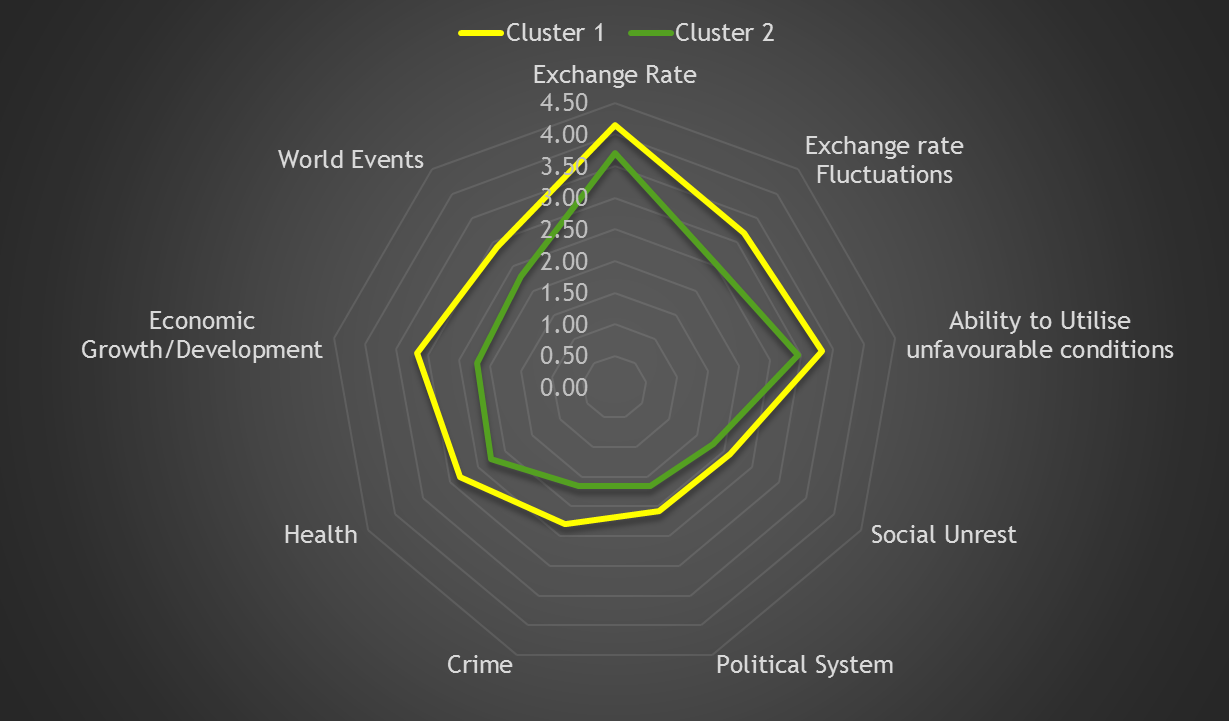 Cluster 1 Cluster 2
Exchange Rate
4.50
4.00
3.50
3.00
2.50
2.00
1.50
1.00
0.50
0.00
Exchange rate
Fluctuations
Ability to Utilise
unfavourable conditions
Social Unrest
Political System
Crime
Health
Economic
Growth/Development
World Events